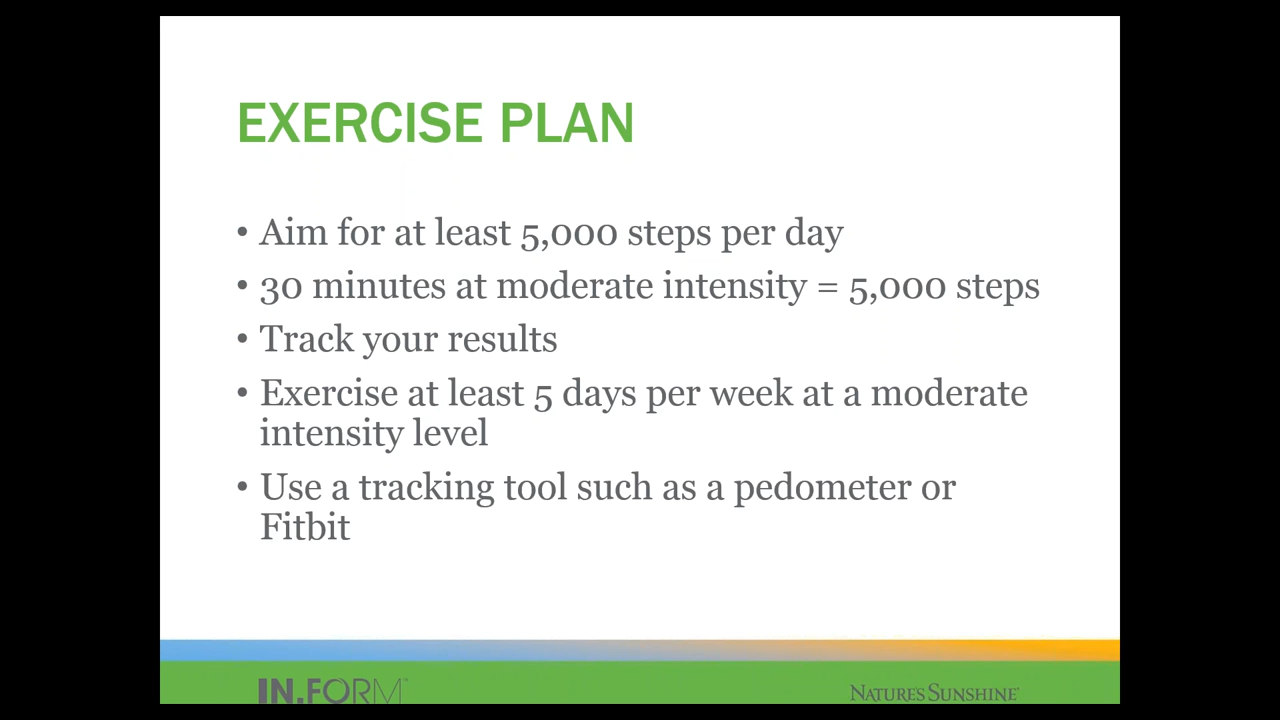 EXERCISE PLAN
• Aim for at least 5,000 steps per day
• 30 minutes at moderate intensity = 5,000 steps
• Track your results
• Exercise at least 5 days per week at a moderate
intensity level
• Use a tracking tool such as a pedometer or
Fitbit
IN.FORM
NATURE'S SUNSHINE